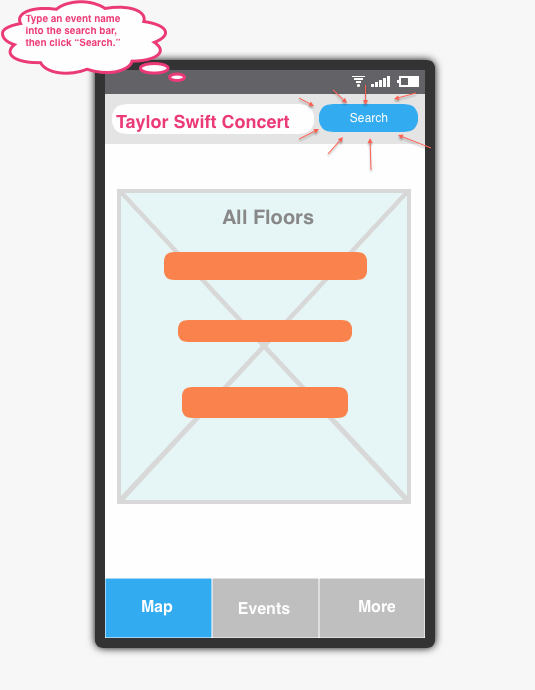 Type an event name
into the search bar,
then click “Search.”
Taylor Swift Concert
Search
All Floors
Map
Events
More